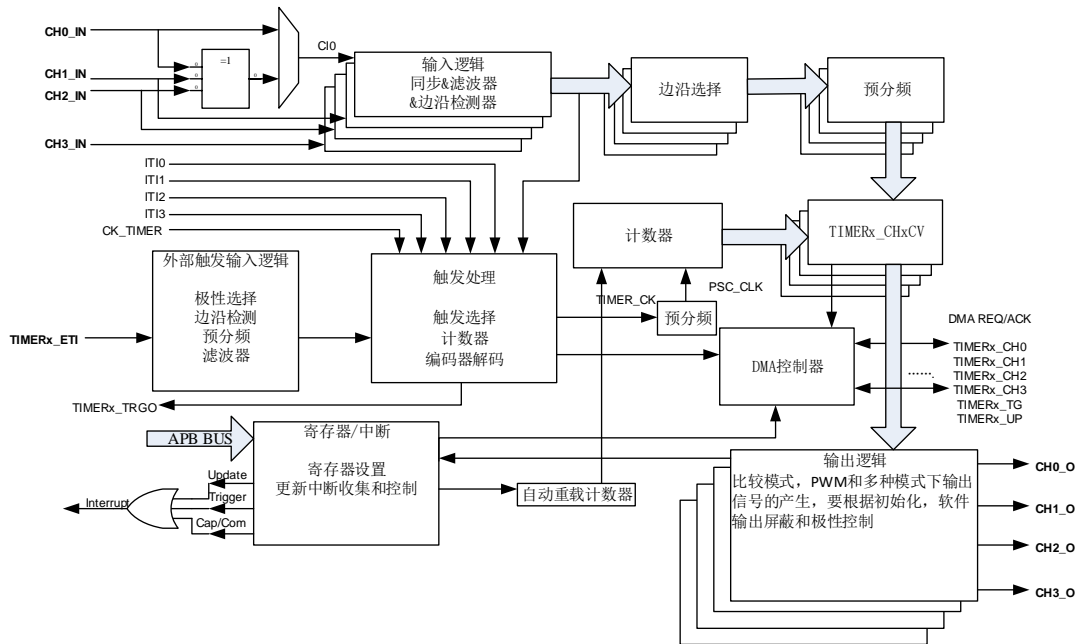 CH0_IN
CH1_IN
CH2_IN
CH3_IN
=1
CI0
输入逻辑
同步&滤波器
&边沿检测器
边沿选择
预分频
ITI0
ITI1
ITI2
ITI3
CK_TIMER
外部触发输入逻辑
极性选择
边沿检测
预分频
滤波器
TIMERx_ETI
触发处理
触发选择
计数器
编码器解码
TIMERx_TRGO
计数器
TIMER_CK
PSC_CLK
预分频
TIMERx_CHxCV
DMA控制器
DMA REQ/ACK
TIMERx_CH0
TIMERx_CH1
TIMERx_CH2
…….
TIMERx_CH3
TIMERx_TG
TIMERx_UP
APB BUS
寄存器/中断
寄存器设置
更新中断收集和控制
Update
Trigger
Cap/Com
Interrupt
自动重载计数器
输出逻辑
比较模式，PWM和多种模式下输出
信号的产生，要根据初始化，软件
输出屏蔽和极性控制
CH0_O
CH1_O
CH2_O
CH3_O